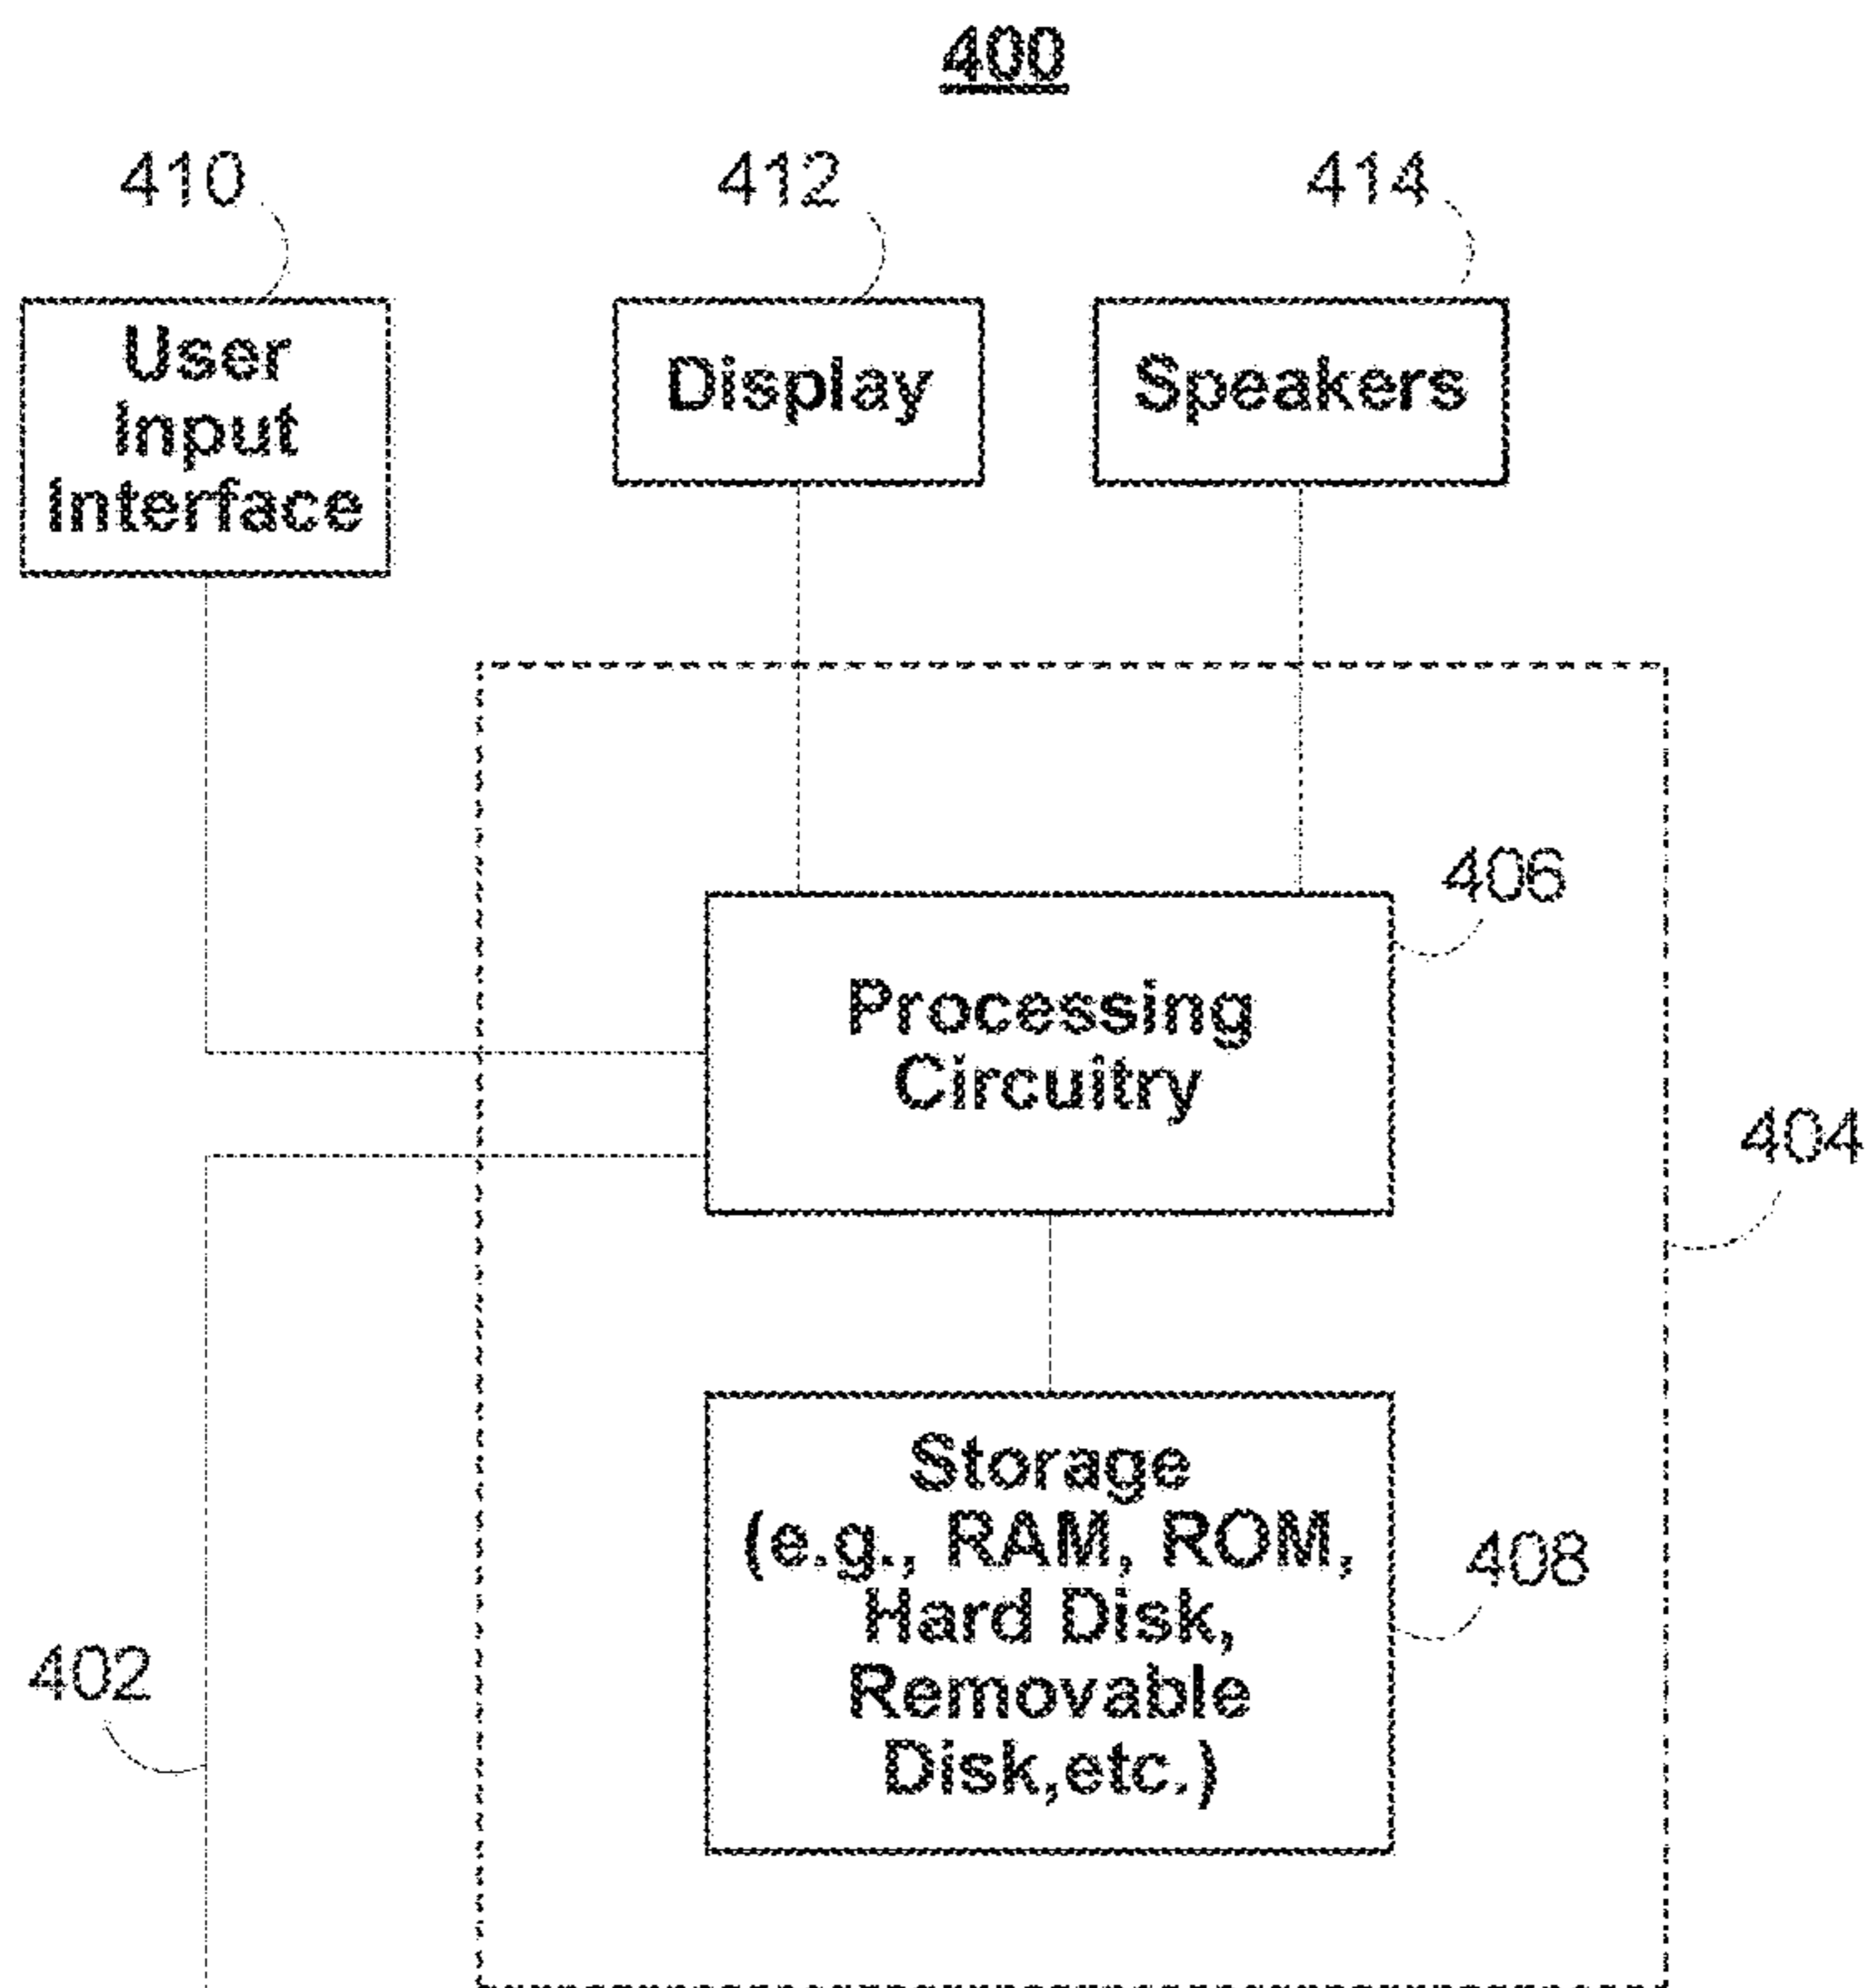 400
410
412
414
User
Input
Interface
Display
Speakers
406
Processing
Circuitry
404
Storage
(e.g., RAM, ROM,
Hard Disk,
Removable
Disk,etc.)
408
402